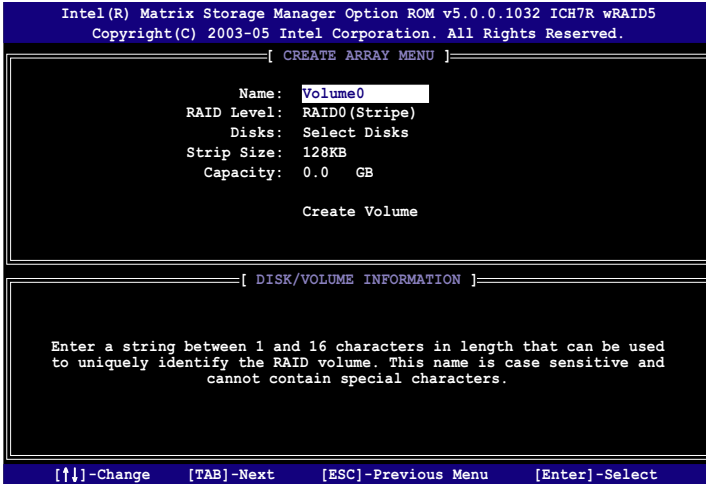 Intel(R) Matrix Storage Manager Option ROM v5.0.0.1032 ICH7R wRAID5
Copyright(C) 2003-05 Intel Corporation. All Rights Reserved.
[ CREATE ARRAY MENU ]
Name: Volume0
RAID Level: RAID0(Stripe)
Disks: Select Disks
Strip Size: 128KB
Capacity: 0.0 GB
Create Volume
[ DISK/VOLUME INFORMATION ]
Enter a string between 1 and 16 characters in length that can be used
to uniquely identify the RAID volume. This name is case sensitive and
cannot contain special characters.
[↑↓]-Change [TAB]-Next [ESC]-Previous Menu [Enter]-Select